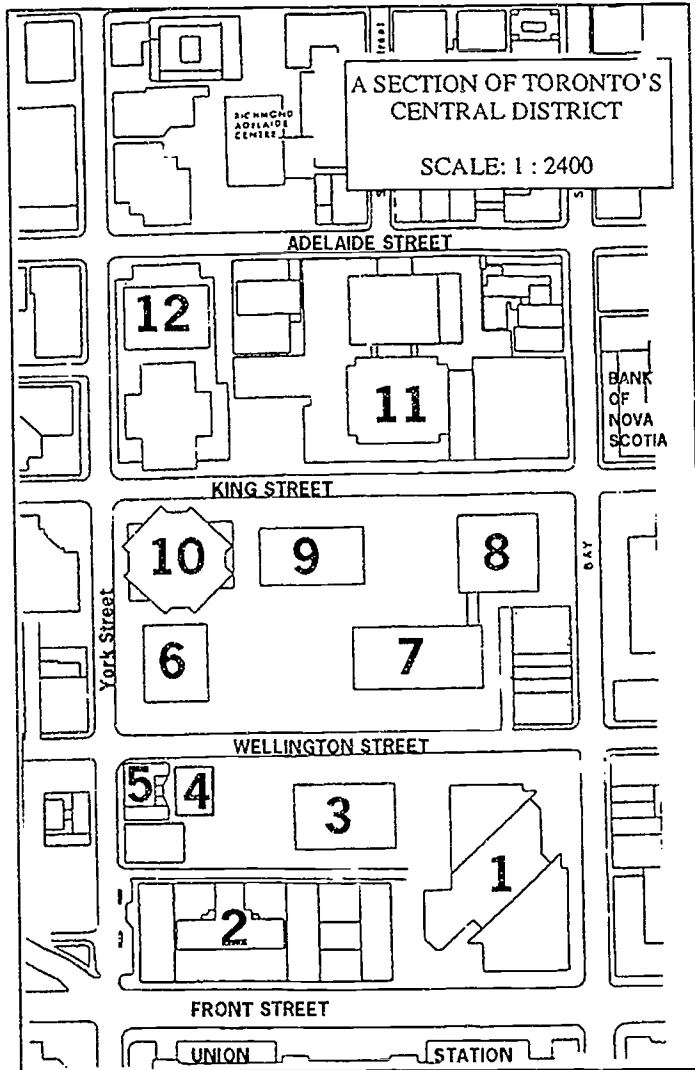 A SECTION OF TORONTO'S
CENTRAL DISTRICT
SCALE: 1 : 2400
RICHMOND
ADELAIDE
CENTRE
ADELAIDE STREET
12
11
BANK
OF
NOVA
SCOTIA
KING STREET
10
9
8
BAY
York Street
6
7
WELLINGTON STREET
5
4
3
1
2
FRONT STREET
UNION
STATION